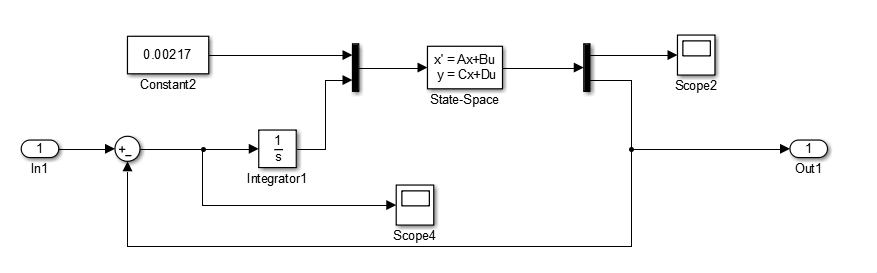 0.00217
Constant2
x' = Ax+Bu
y = Cx+Du
State-Space
Scope2
1
In1
+
−
1
s
Integrator1
1
Out1
Scope4